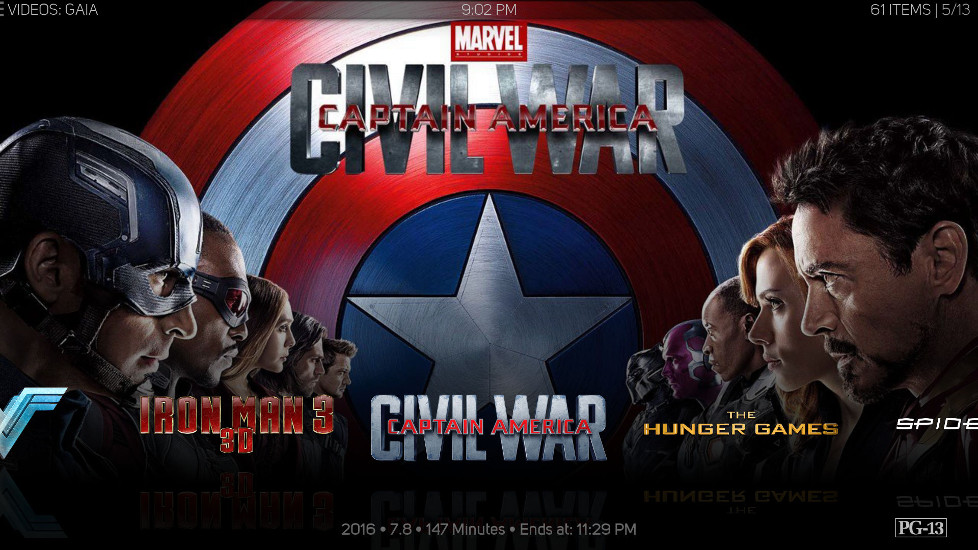 VIDEOS: GAIA
9:02 PM
61 ITEMS | 5/13
MARVEL
STUDIOS
CIVIL WAR
CAPTAIN AMERICA
IRON MAN 3
3D
CIVIL WAR
CAPTAIN AMERICA
THE
HUNGER GAMES
SPIDE
2016 • 7.8 • 147 Minutes • Ends at: 11:29 PM
PG-13